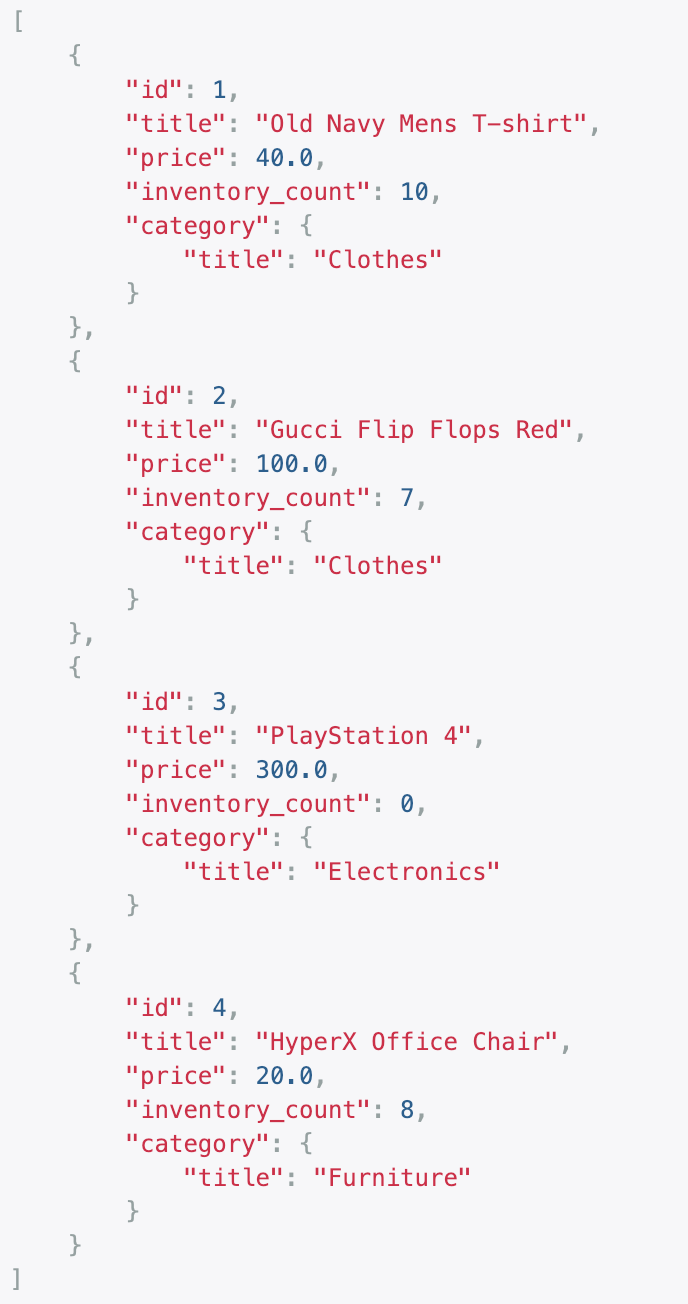 [
    {
        "id": 1,
        "title": "Old Navy Mens T-shirt",
        "price": 40.0,
        "inventory_count": 10,
        "category": {
            "title": "Clothes"
        }
    },
    {
        "id": 2,
        "title": "Gucci Flip Flops Red",
        "price": 100.0,
        "inventory_count": 7,
        "category": {
            "title": "Clothes"
        }
    },
    {
        "id": 3,
        "title": "PlayStation 4",
        "price": 300.0,
        "inventory_count": 0,
        "category": {
            "title": "Electronics"
        }
    },
    {
        "id": 4,
        "title": "HyperX Office Chair",
        "price": 20.0,
        "inventory_count": 8,
        "category": {
            "title": "Furniture"
        }
    }
]